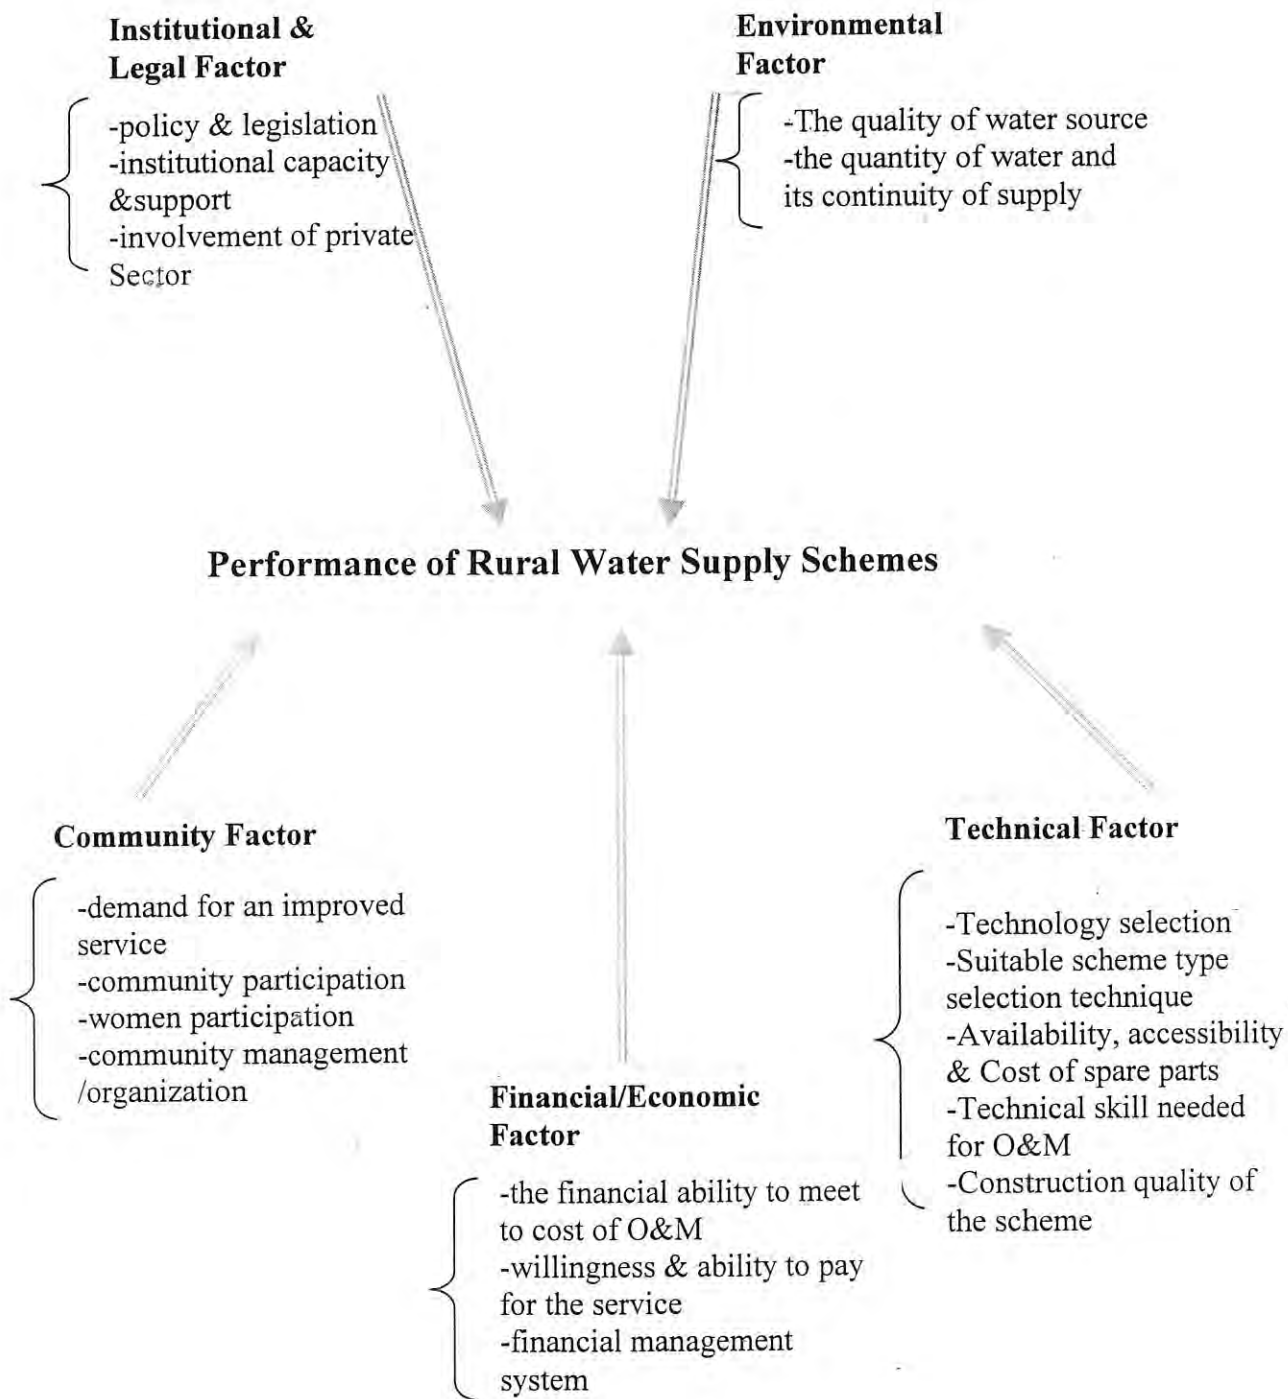 Institutional &
Legal Factor
-policy & legislation
-institutional capacity
&support
-involvement of private
Sector
Environmental
Factor
-The quality of water source
-the quantity of water and
its continuity of supply
Performance of Rural Water Supply Schemes
Community Factor
-demand for an improved
service
-community participation
-women participation
-community management
/organization
Financial/Economic
Factor
-the financial ability to meet
to cost of O&M
-willingness & ability to pay
for the service
-financial management
system
Technical Factor
-Technology selection
-Suitable scheme type
selection technique
-Availability, accessibility
& Cost of spare parts
-Technical skill needed
for O&M
-Construction quality of
the scheme